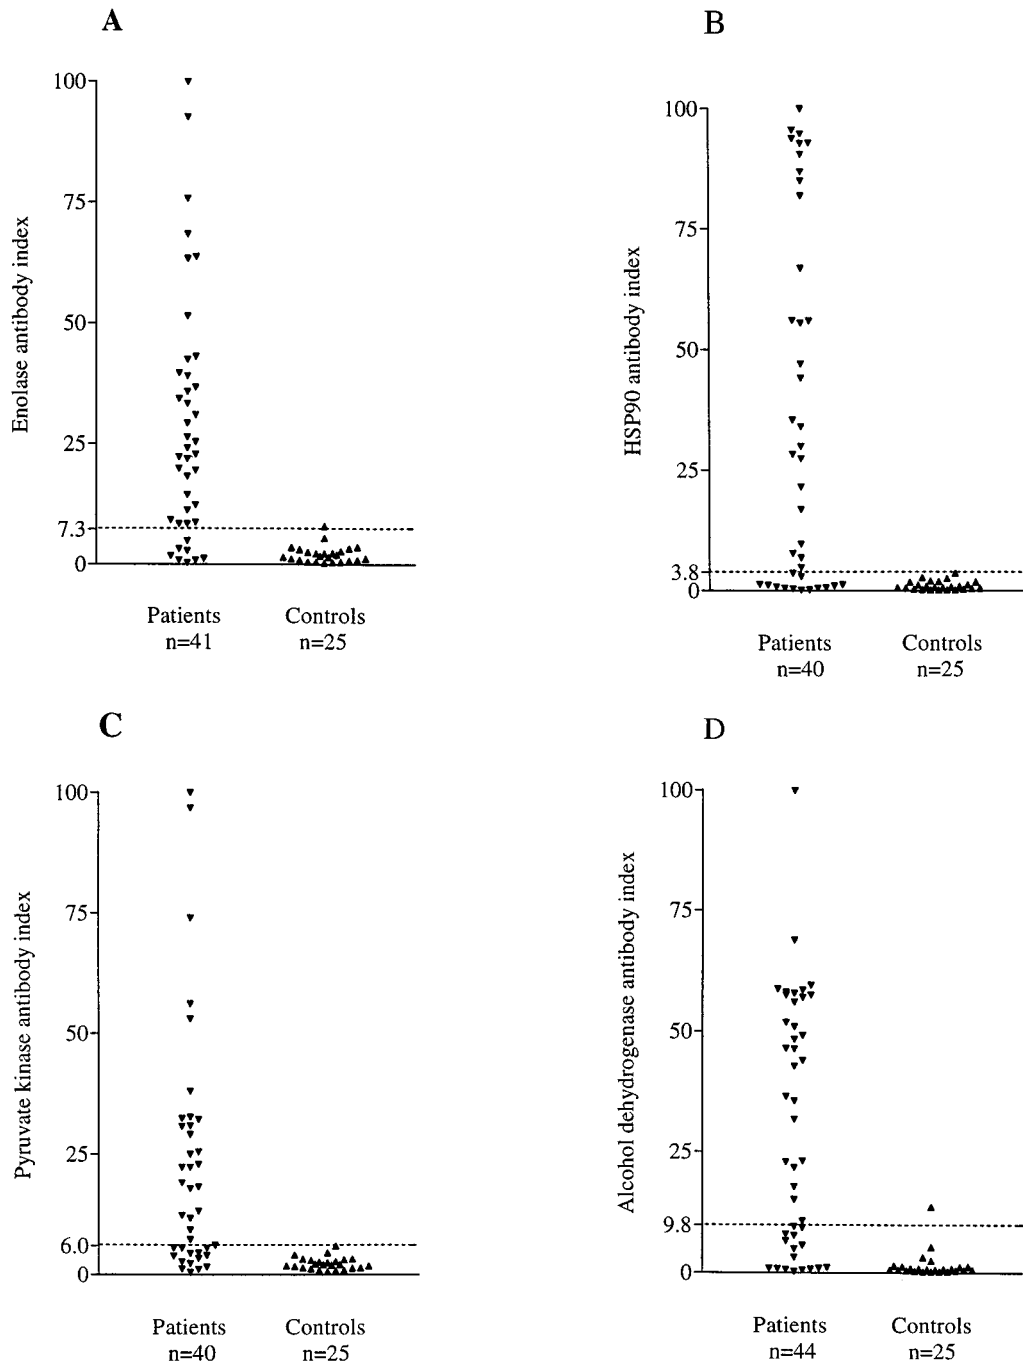 A
Enolase antibody index
100
75
50
25
7.3
0
Patients Controls
n=41 n=25
B
HSP90 antibody index
100
75
50
25
3.8
0
Patients Controls
n=40 n=25
C
Pyruvate kinase antibody index
100
75
50
25
6.0
0
Patients Controls
n=40 n=25
D
Alcohol dehydrogenase antibody index
100
75
50
25
9.8
0
Patients Controls
n=44 n=25